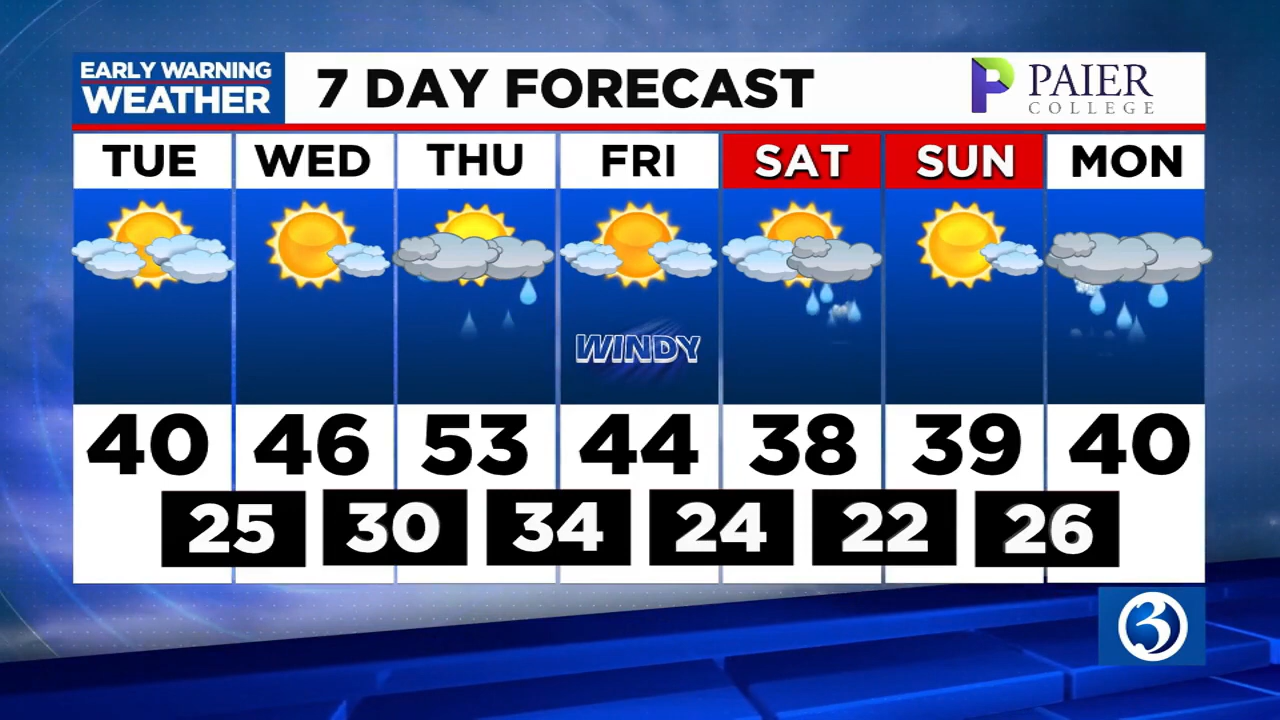 EARLY WARNING
WEATHER
7 DAY FORECAST
PAIER
COLLEGE
TUE WED THU FRI SAT SUN MON
WINDY
40 46 53 44 38 39 40
25 30 34 24 22 26
3